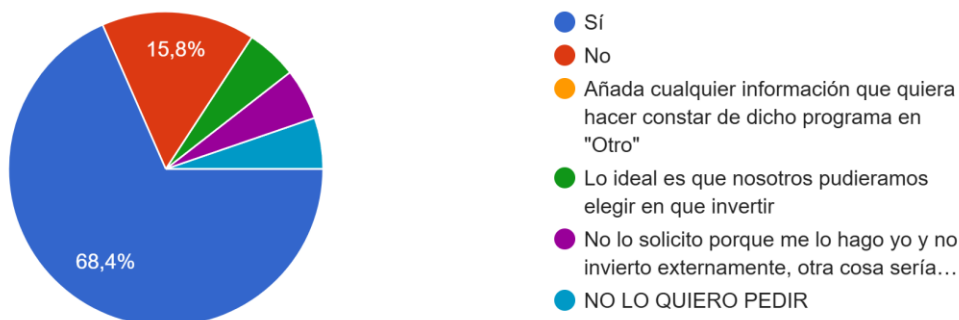 15,8%
68,4%
Sí
No
Añada cualquier información que quiera
hacer constar de dicho programa en
"Otro"
Lo ideal es que nosotros pudieramos
elegir en que invertir
No lo solicito porque me lo hago yo y no
invierto externamente, otra cosa sería…
NO LO QUIERO PEDIR